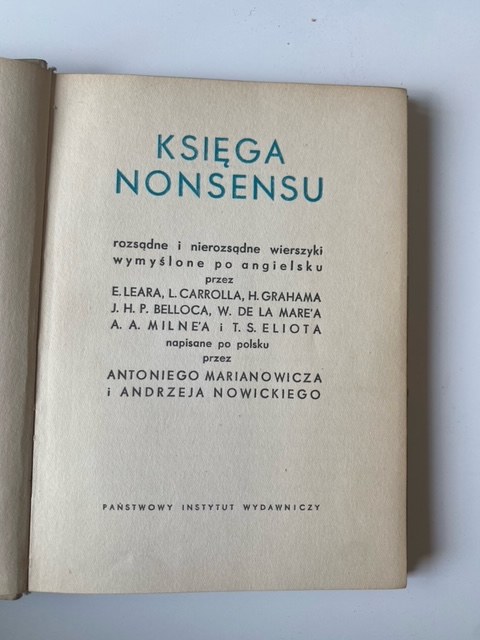 KSIĘGA
NONSENSU
rozsądne i nierozsądne wierszyki
wymyślone po angielsku
przez
E. LEARA, L. CARROLLA, H. GRAHAMA
J. H. P. BELLOCA, W. DE LA MARE'A
A. A. MILNE'A i T. S. ELIOTA
napisane po polsku
przez
ANTONIEGO MARIANOWICZA
i ANDRZEJA NOWICKIEGO
PAŃSTWOWY INSTYTUT WYDAWNICZY